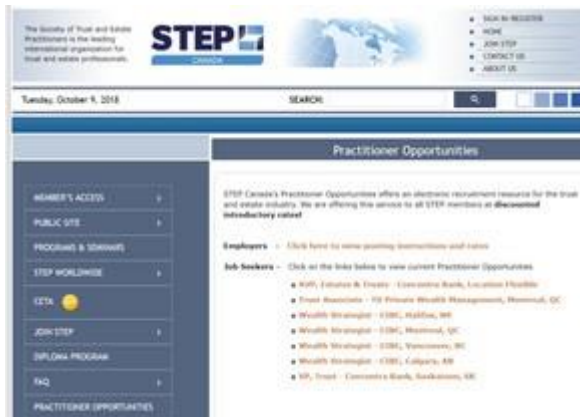 The Society of Trust and Estate
Practitioners is the leading
international organization for
trust and estate professionals.
STEP
CANADA
SIGN IN/REGISTER
HOME
JOIN STEP
CONTACT US
ABOUT US
Tuesday, October 9, 2018
SEARCH:
Practitioner Opportunities
MEMBER'S ACCESS
PUBLIC SITE
PROGRAMS & SEMINARS
STEP WORLDWIDE
CETA
JOIN STEP
DIPLOMA PROGRAM
FAQ
PRACTITIONER OPPORTUNITIES
STEP Canada's Practitioner Opportunities offers an electronic recruitment resource for the trust
and estate industry. We are offering this service to all STEP members at discounted
introductory rates!
Employers - Click here to view posting instructions and rates
Job Seekers - Click on the links below to view current Practitioner Opportunities
AVP, Estates & Trusts - Concentra Bank, Location Flexible
Trust Associate - TD Private Wealth Management, Montreal, QC
Wealth Strategist - CIBC, Halifax, NS
Wealth Strategist - CIBC, Montreal, QC
Wealth Strategist - CIBC, Vancouver, BC
Wealth Strategist - CIBC, Calgary, AB
VP, Trust - Concentra Bank, Saskatoon, SK